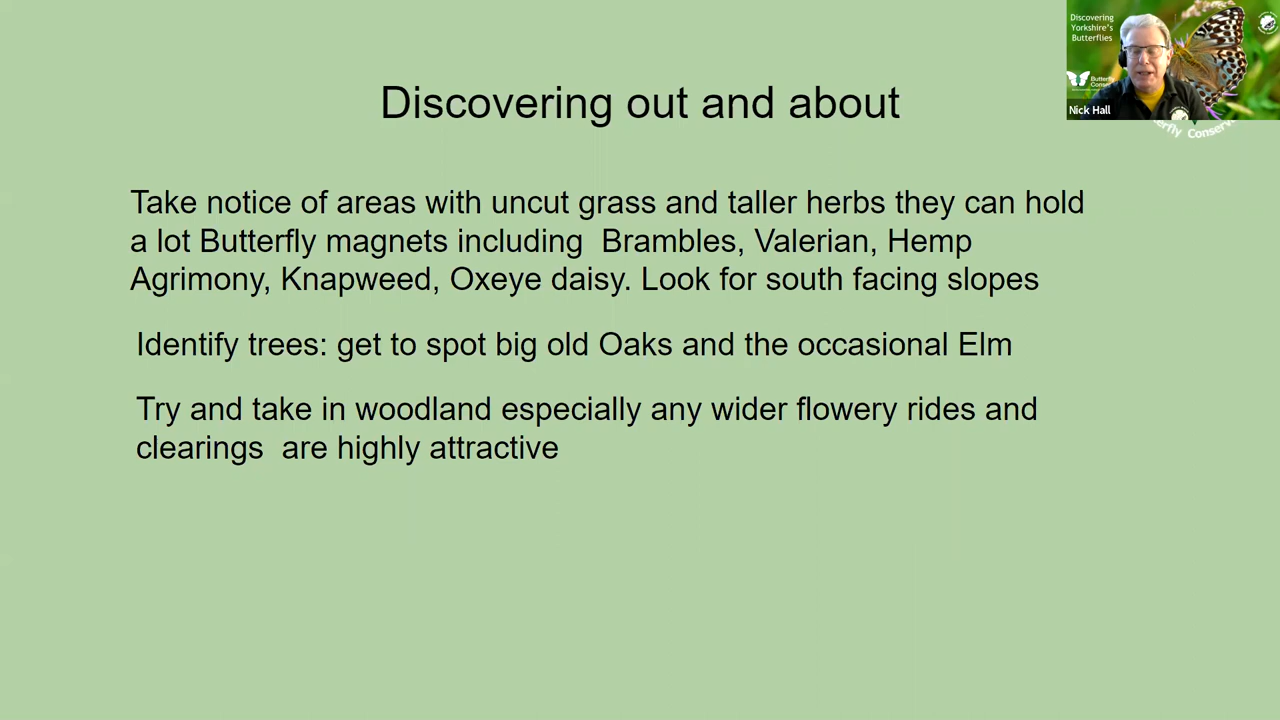 Discovering out and about
Take notice of areas with uncut grass and taller herbs they can hold
a lot Butterfly magnets including  Brambles, Valerian, Hemp
Agrimony, Knapweed, Oxeye daisy. Look for south facing slopes
Identify trees: get to spot big old Oaks and the occasional Elm
Try and take in woodland especially any wider flowery rides and
clearings  are highly attractive
Discovering
Yorkshire's
Butterflies
Nick Hall